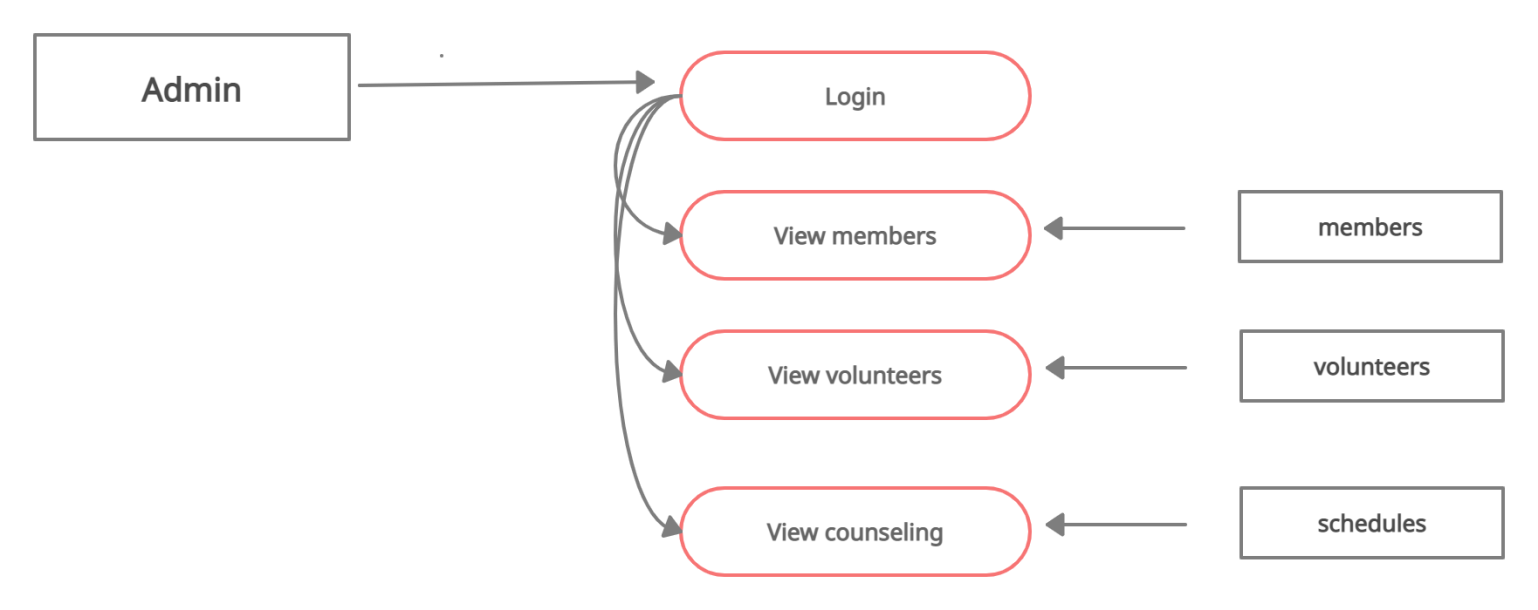 Admin
Login
View members
members
View volunteers
volunteers
View counseling
schedules